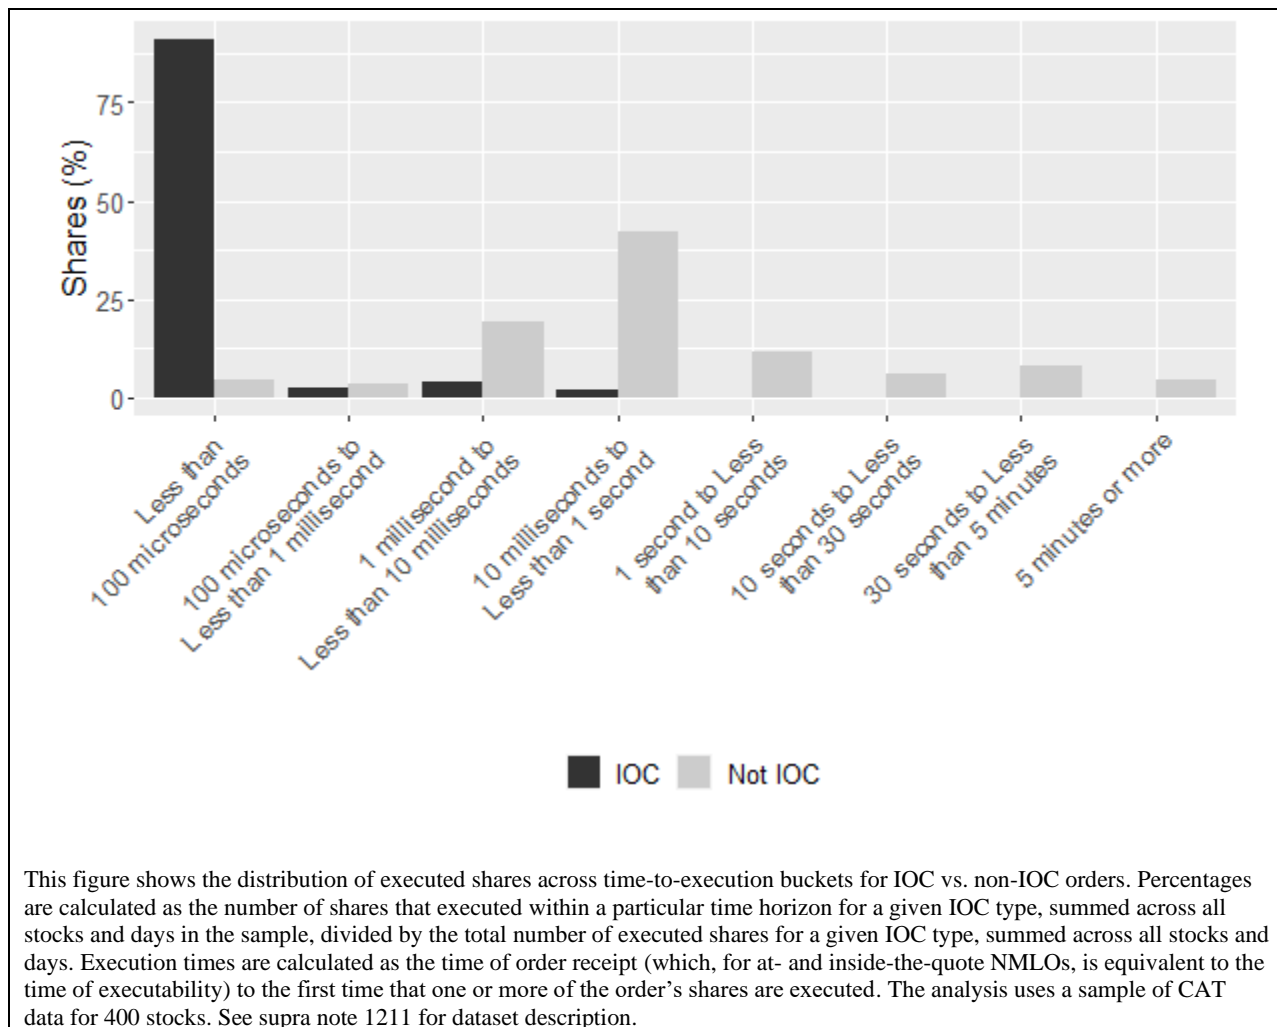 Shares (%)
75
50
25
0
Less than
100 microseconds
100 microseconds to
Less than 1 millisecond
1 millisecond to
Less than 10 milliseconds
10 milliseconds to
Less than 1 second
1 second to Less
than 10 seconds
10 seconds to Less
than 30 seconds
30 seconds to Less
than 5 minutes
5 minutes or more
IOC Not IOC
This figure shows the distribution of executed shares across time-to-execution buckets for IOC vs. non-IOC orders. Percentages
are calculated as the number of shares that executed within a particular time horizon for a given IOC type, summed across all
stocks and days in the sample, divided by the total number of executed shares for a given IOC type, summed across all stocks and
days. Execution times are calculated as the time of order receipt (which, for at- and inside-the-quote NMLOs, is equivalent to the
time of executability) to the first time that one or more of the order’s shares are executed. The analysis uses a sample of CAT
data for 400 stocks. See supra note 1211 for dataset description.